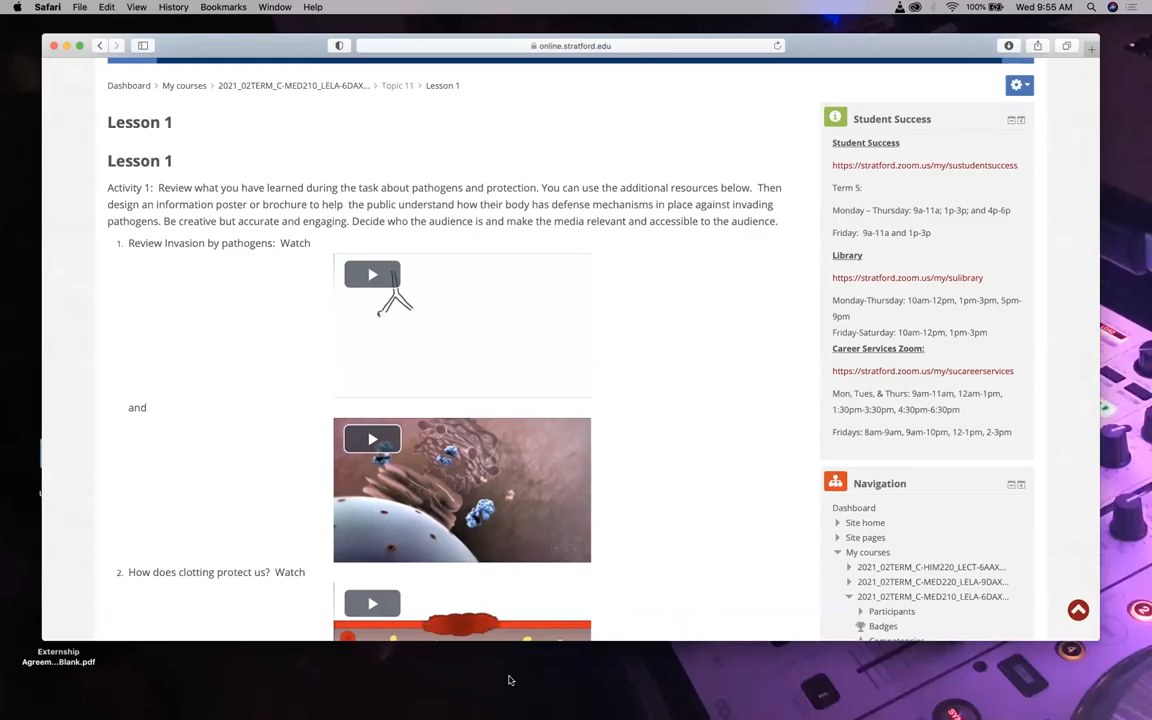 Safari File Edit View History Bookmarks Window Help 100% Wed 9:55 AM
online.stratford.edu
Dashboard My courses 2021_02TERM_C-MED210_LELA-6DAX... Topic 11 Lesson 1
Lesson 1
Lesson 1
Activity 1: Review what you have learned during the task about pathogens and protection. You can use the additional resources below. Then
design an information poster or brochure to help the public understand how their body has defense mechanisms in place against invading
pathogens. Be creative but accurate and engaging. Decide who the audience is and make the media relevant and accessible to the audience.
1. Review Invasion by pathogens: Watch
and
2. How does clotting protect us? Watch
Student Success
Student Success
https://stratford.zoom.us/my/sustudentsuccess
Term 5:
Monday – Thursday: 9a-11a; 1p-3p; and 4p-6p
Friday: 9a-11a and 1p-3p
Library
https://stratford.zoom.us/my/sulibrary
Monday-Thursday: 10am-12pm, 1pm-3pm, 5pm-
9pm
Friday-Saturday: 10am-12pm, 1pm-3pm
Career Services Zoom:
https://stratford.zoom.us/my/sucareerservices
Mon, Tues, & Thurs: 9am-11am, 12am-1pm,
1:30pm-3:30pm, 4:30pm-6:30pm
Fridays: 8am-9am, 9am-10pm, 12-1pm, 2-3pm
Navigation
Dashboard
Site home
Site pages
My courses
2021_02TERM_C-HIM220_LECT-6AAX...
2021_02TERM_C-MED220_LELA-9DAX...
2021_02TERM_C-MED210_LELA-6DAX...
Participants
Badges
Competencies
Externship
Agreem...Blank.pdf